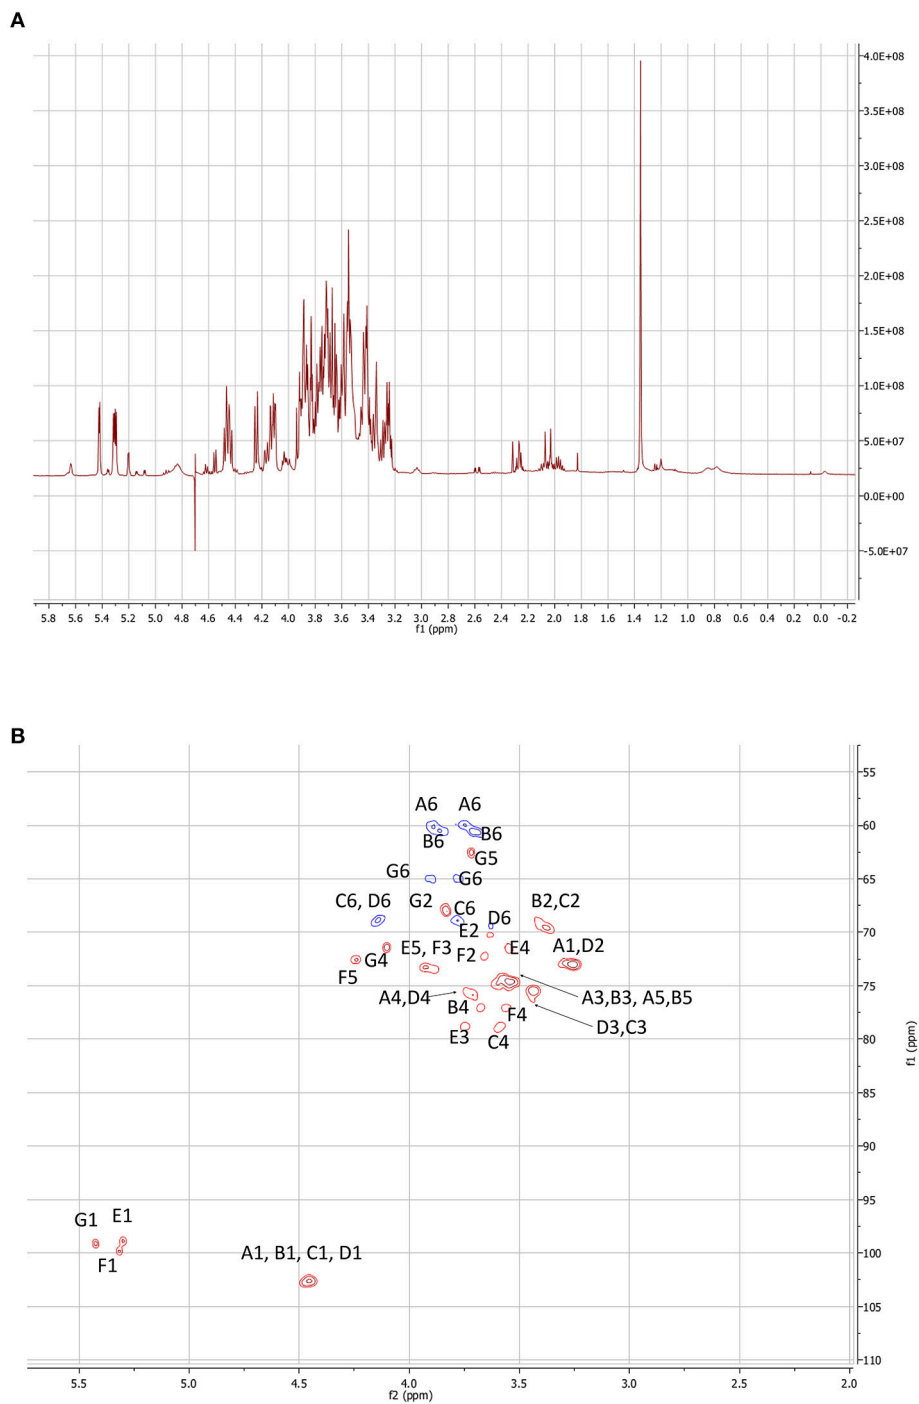 A
4.0E+08
3.5E+08
3.0E+08
2.5E+08
2.0E+08
1.5E+08
1.0E+08
5.0E+07
0.0E+00
-5.0E+07
5.8 5.6 5.4 5.2 5.0 4.8 4.6 4.4 4.2 4.0 3.8 3.6 3.4 3.2 3.0 2.8 2.6 2.4 2.2 2.0 1.8 1.6 1.4 1.2 1.0 0.8 0.6 0.4 0.2 0.0 -0.2
f1 (ppm)
B
55
A6 A6
60
B6 B6
G5
G6 G6
65
C6, D6 G2 C6 B2,C2
D6
E2
70
E5, F3 F2 E4 A1,D2
G4
F5
75
A4,D4 A3,B3, A5,B5
B4 F4
D3,C3
E3 C4
80
85
90
95
G1 E1
F1
A1, B1, C1, D1
100
105
110
f1 (ppm)
5.5 5.0 4.5 4.0 3.5 3.0 2.5 2.0
f2 (ppm)